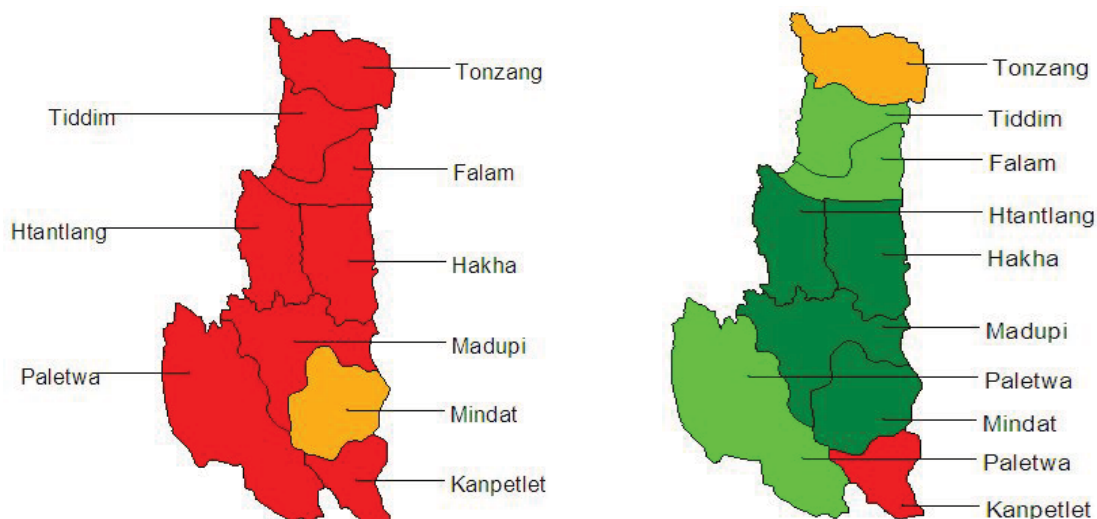 Tonzang
Tiddim
Falam
Htantlang
Hakha
Madupi
Paletwa
Mindat
Kanpetlet
Tonzang
Tiddim
Falam
Htantlang
Hakha
Madupi
Paletwa
Mindat
Paletwa
Kanpetlet